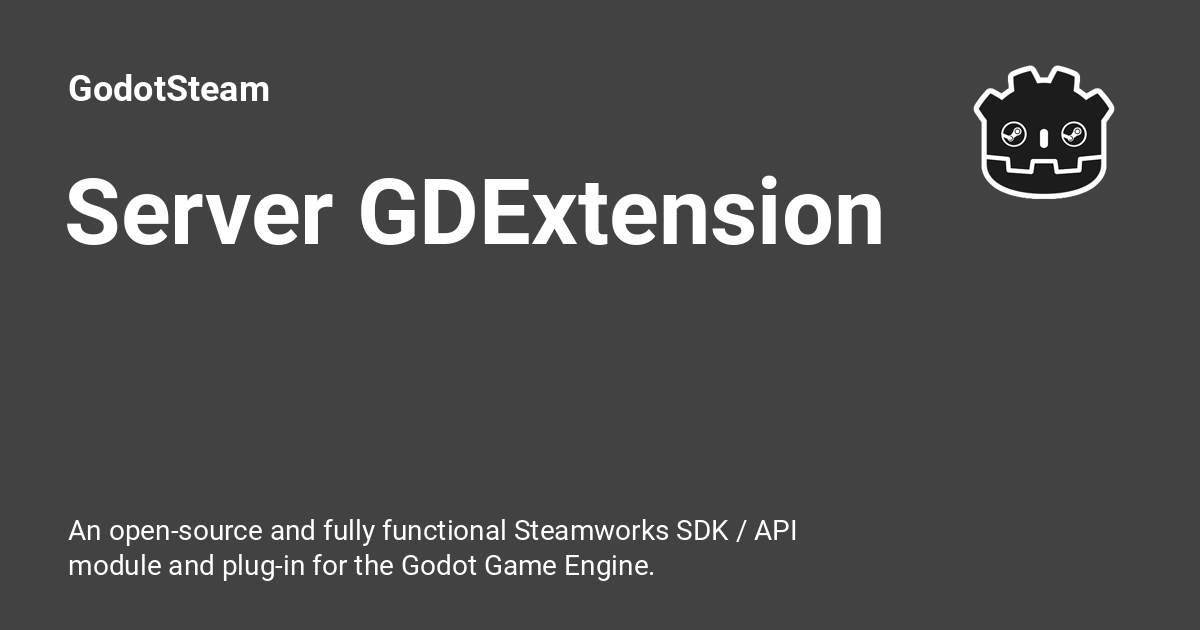 GodotSteam
Server GDExtension
An open-source and fully functional Steamworks SDK / API
module and plug-in for the Godot Game Engine.